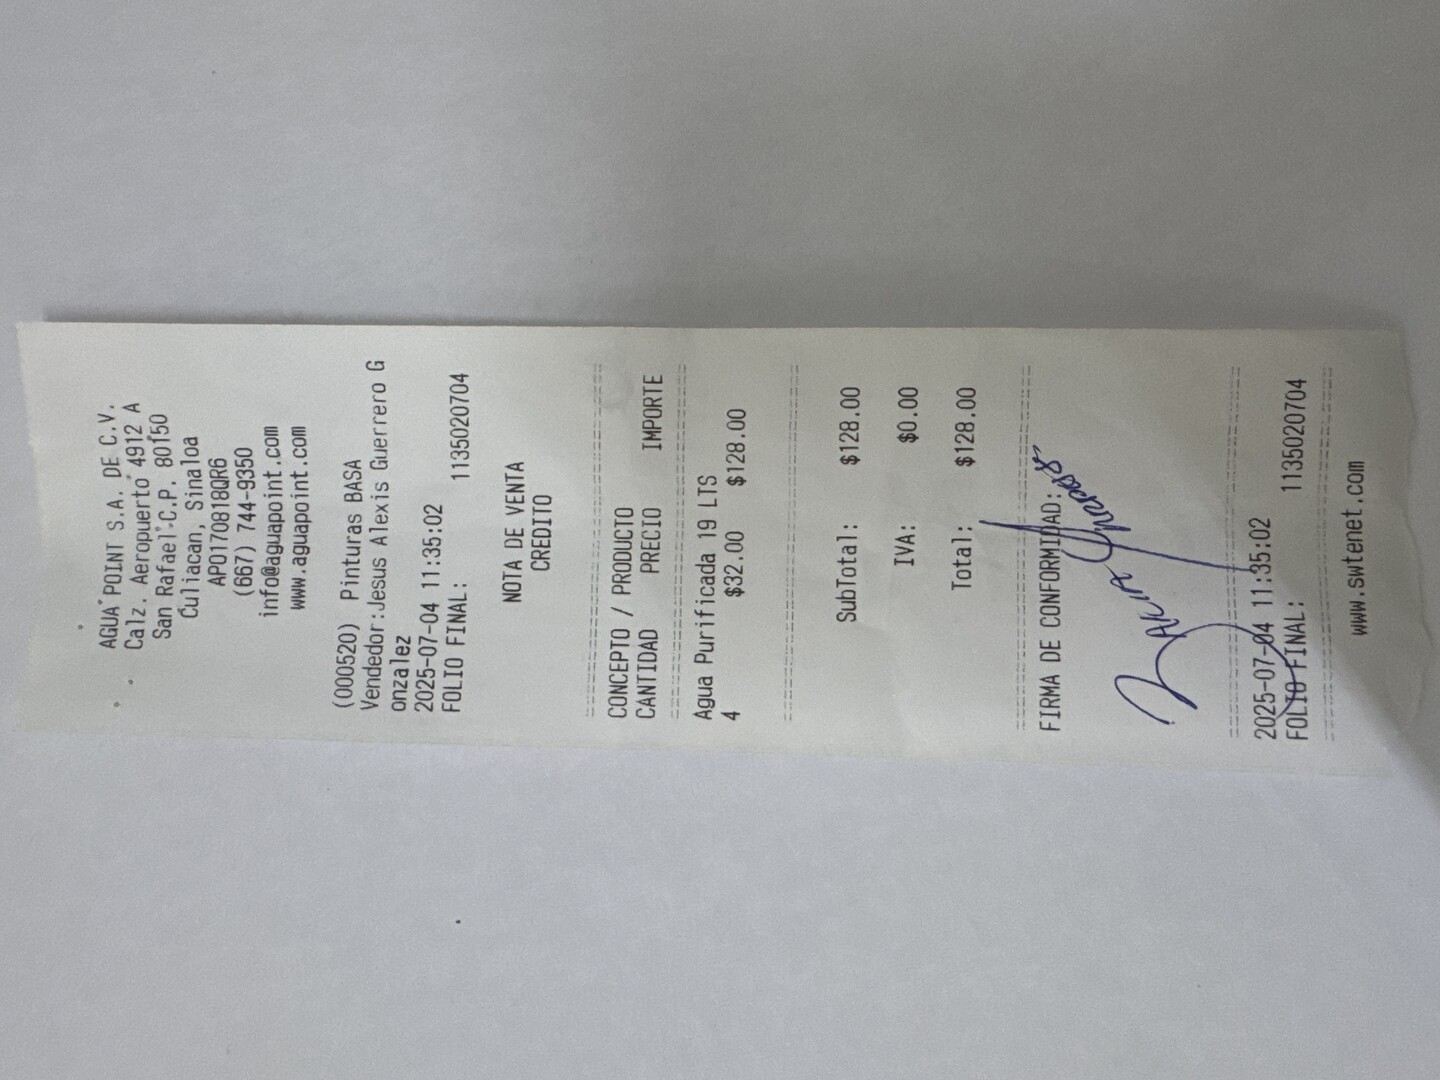 AGUA POINT S.A. DE C.V.
Calz. Aeropuerto 4912 A
San Rafael C.P. 80150
Culiacan, Sinaloa
APO170818QR6
(667) 744-9350
info@aguapoint.com
www.aguapoint.com
(000520) Pinturas BASA
Vendedor:Jesus Alexis Guerrero G
onzalez
2025-07-04 11:35:02
FOLIO FINAL: 1135020704
NOTA DE VENTA
CREDITO
================================
CONCEPTO / PRODUCTO
CANTIDAD PRECIO IMPORTE
================================
Agua Purificada 19 LTS
4 $32.00 $128.00
================================
SubTotal: $128.00
IVA: $0.00
Total: $128.00
================================
FIRMA DE CONFORMIDAD:
================================
2025-07-04 11:35:02
FOLIO FINAL: 1135020704
================================
www.swtenet.com